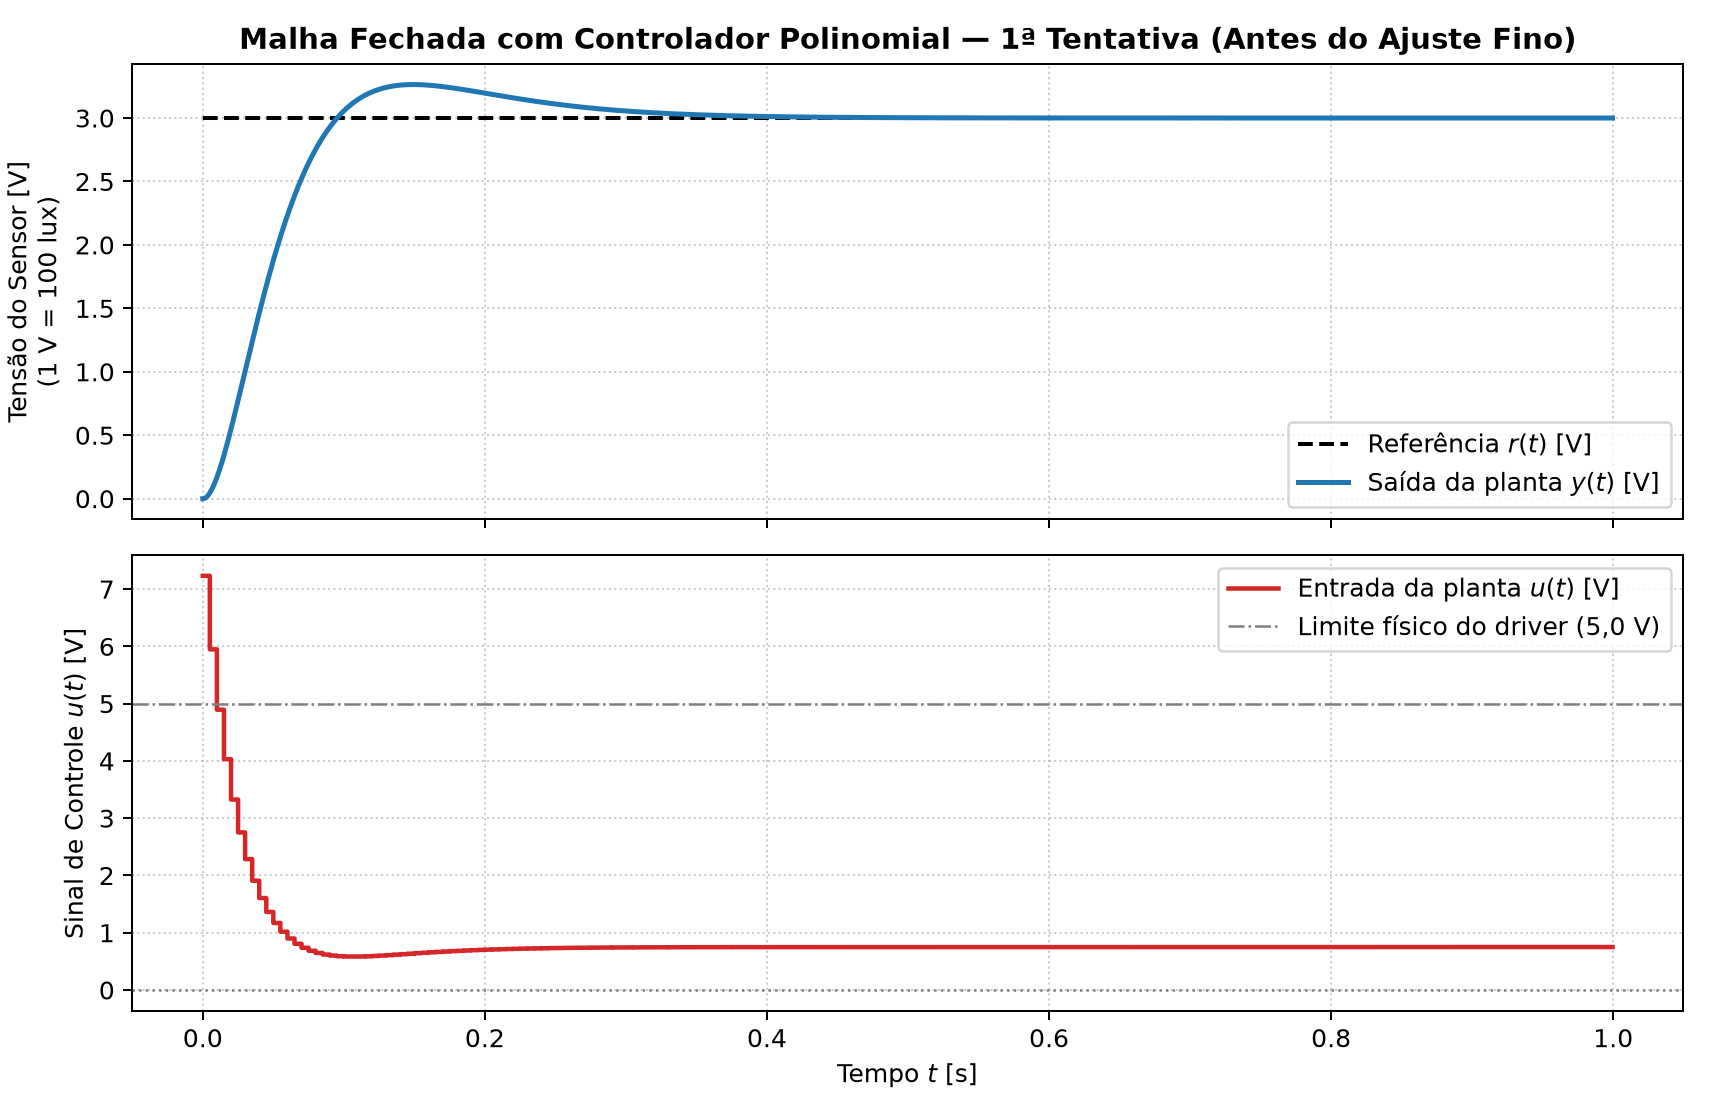 Malha Fechada com Controlador Polinomial — 1ª Tentativa (Antes do Ajuste Fino)
Tensão do Sensor [V]
(1 V = 100 lux)
3.0
2.5
2.0
1.5
1.0
0.5
0.0
Referência r(t) [V]
Saída da planta y(t) [V]
Sinal de Controle u(t) [V]
7
6
5
4
3
2
1
0
Entrada da planta u(t) [V]
Limite físico do driver (5,0 V)
0.0 0.2 0.4 0.6 0.8 1.0
Tempo t [s]